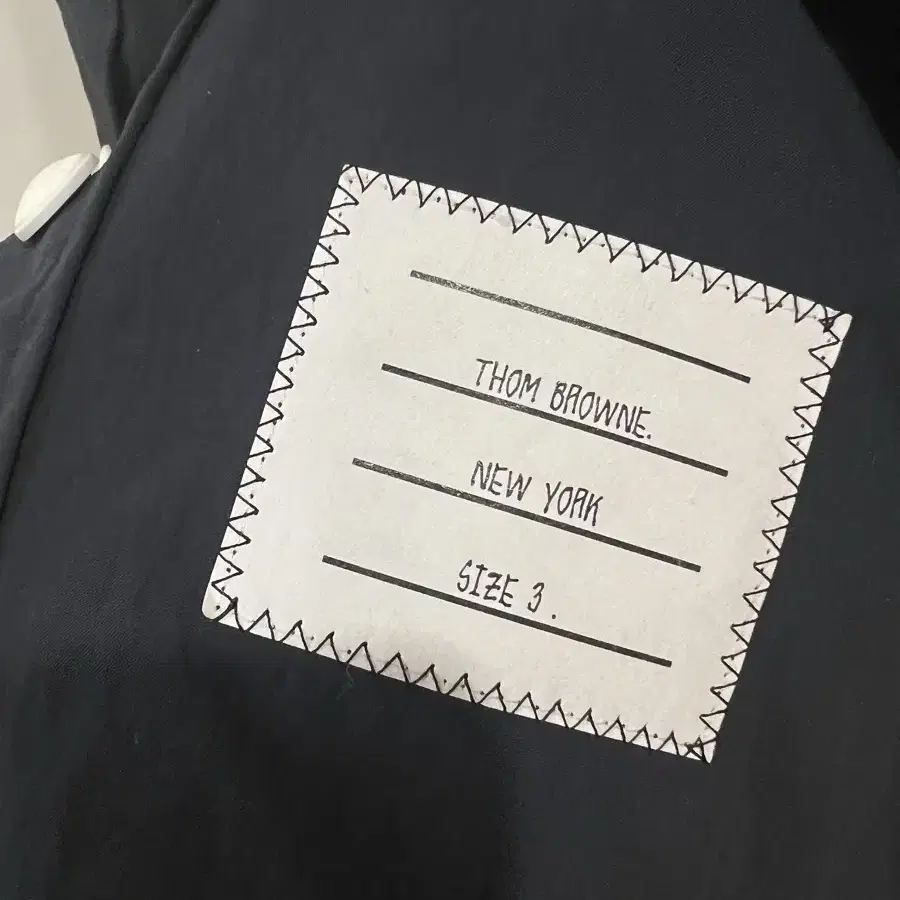 THOM BROWNE.
NEW YORK
SIZE 3.